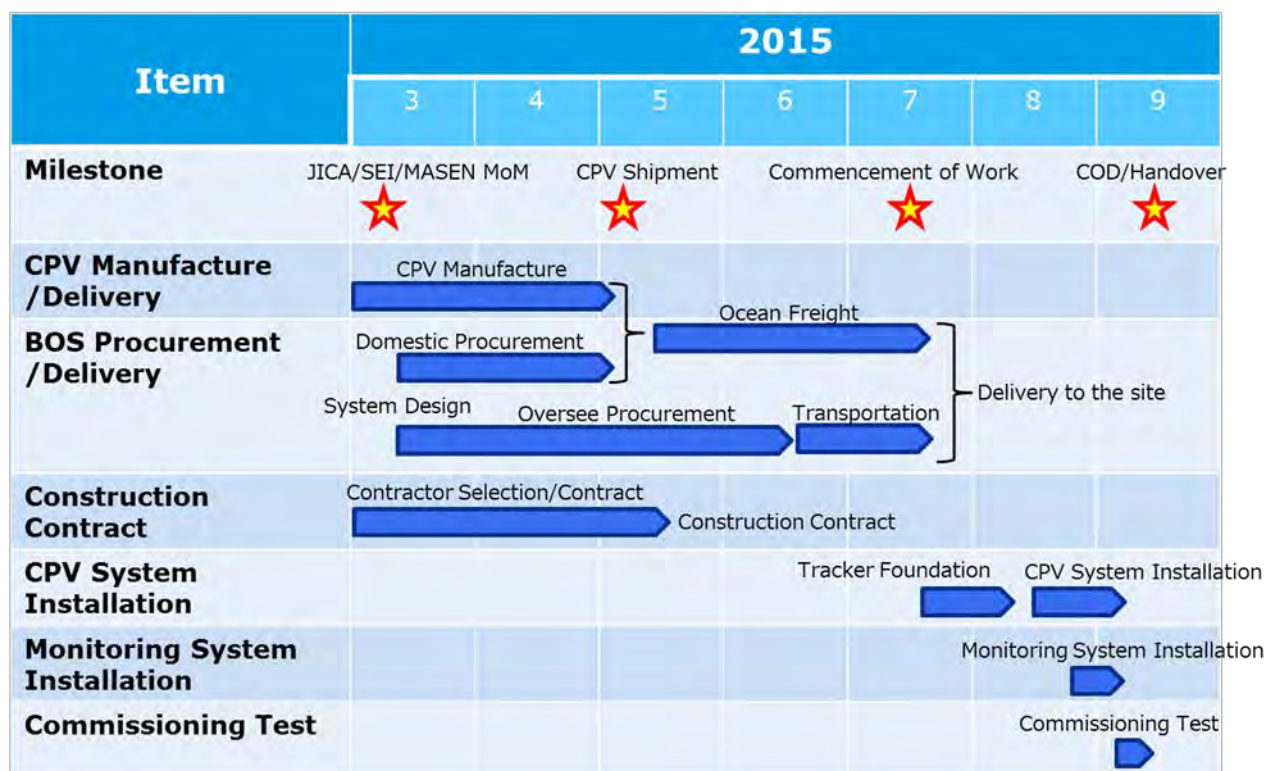 Item
2015
3 4 5 6 7 8 9
Milestone
JICA/SEI/MASEN MoM
CPV Shipment
Commencement of Work
COD/Handover
CPV Manufacture
/Delivery
CPV Manufacture
BOS Procurement
/Delivery
Ocean Freight
Domestic Procurement
Delivery to the site
System Design
Oversee Procurement
Transportation
Construction
Contract
Contractor Selection/Contract
Construction Contract
CPV System
Installation
Tracker Foundation
CPV System Installation
Monitoring System
Installation
Monitoring System Installation
Commissioning Test
Commissioning Test